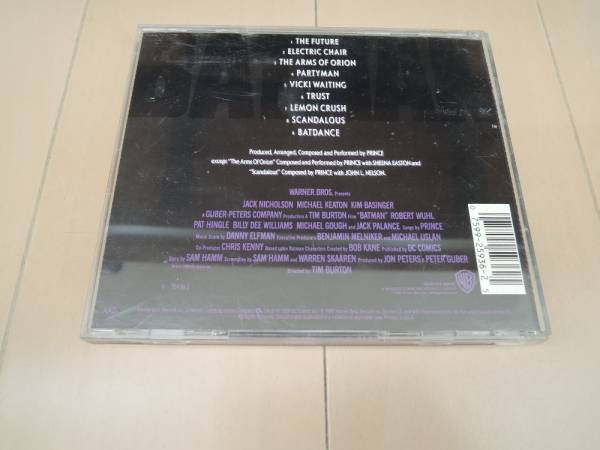 1. THE FUTURE
2. ELECTRIC CHAIR
3. THE ARMS OF ORION
4. PARTYMAN
5. VICKI WAITING
6. TRUST
7. LEMON CRUSH
8. SCANDALOUS
9. BATDANCE
Produced, Arranged, Composed and Performed by PRINCE
except "The Arms Of Orion" Composed and Performed by PRINCE with SHEENA EASTON and
"Scandalous" Composed by PRINCE with JOHN L. NELSON.
WARNER BROS. Presents
JACK NICHOLSON MICHAEL KEATON KIM BASINGER
A GUBER-PETERS COMPANY Production A TIM BURTON Film "BATMAN" ROBERT WUHL
PAT HINGLE BILLY DEE WILLIAMS MICHAEL GOUGH and JACK PALANCE Songs by PRINCE
Music Score by DANNY ELFMAN Executive Producers BENJAMIN MELNIKER and MICHAEL USLAN
Co-Producer CHRIS KENNY Based upon Batman Characters Created by BOB KANE Published by DC COMICS
Story by SAM HAMM Screenplay by SAM HAMM and WARREN SKAAREN Produced by JON PETERS & PETER GUBER
Directed by TIM BURTON
0 7599-25936-2 5
WB